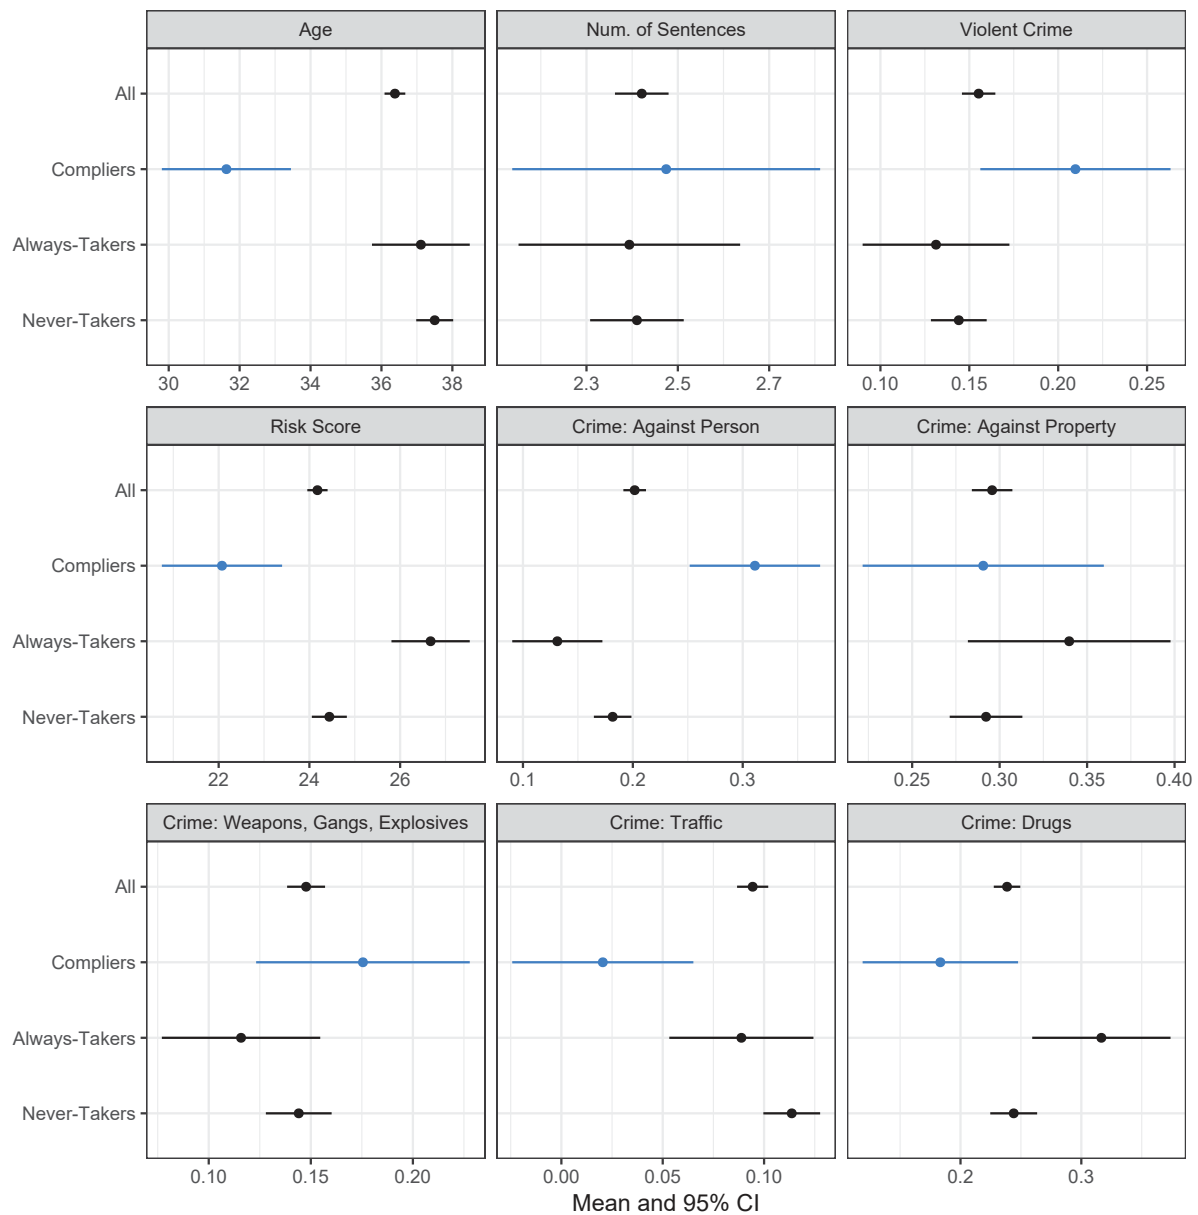 Age
Num. of Sentences
Violent Crime
All
Compliers
Always-Takers
Never-Takers
30 32 34 36 38
2.3 2.5 2.7
0.10 0.15 0.20 0.25
Risk Score
Crime: Against Person
Crime: Against Property
All
Compliers
Always-Takers
Never-Takers
22 24 26
0.1 0.2 0.3
0.25 0.30 0.35 0.40
Crime: Weapons, Gangs, Explosives
Crime: Traffic
Crime: Drugs
All
Compliers
Always-Takers
Never-Takers
0.10 0.15 0.20
0.00 0.05 0.10
0.2 0.3
Mean and 95% CI